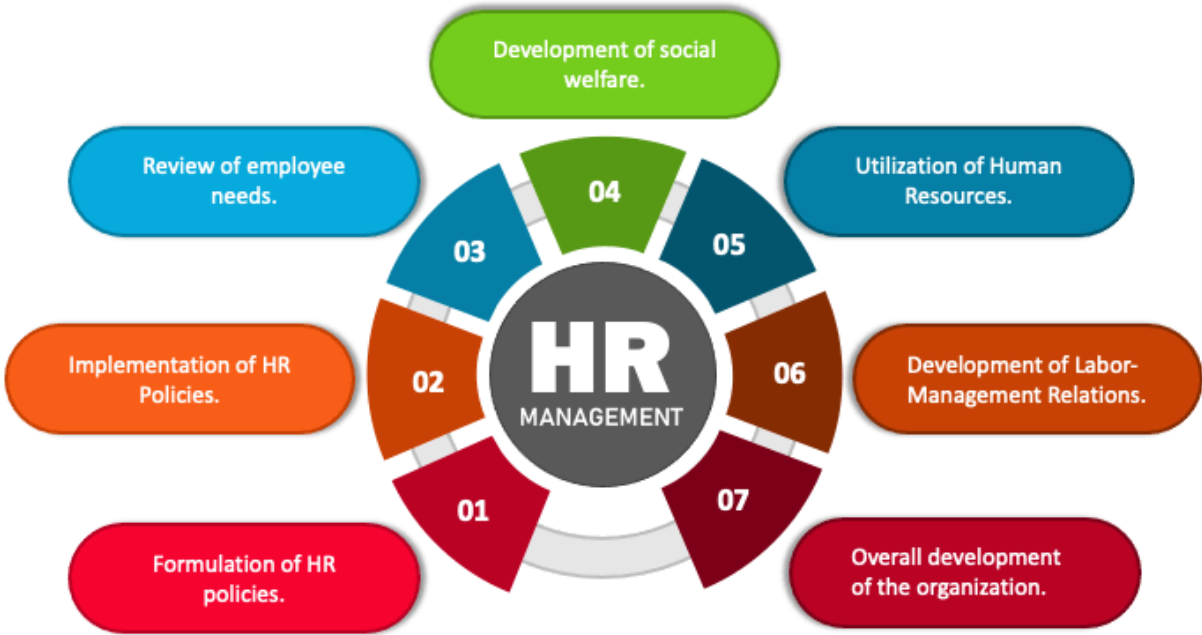 Development of social
welfare.
Review of employee
needs.
Utilization of Human
Resources.
04
03
05
Implementation of HR
Policies.
02
HR
MANAGEMENT
06
Development of Labor-
Management Relations.
01
07
Formulation of HR
policies.
Overall development
of the organization.